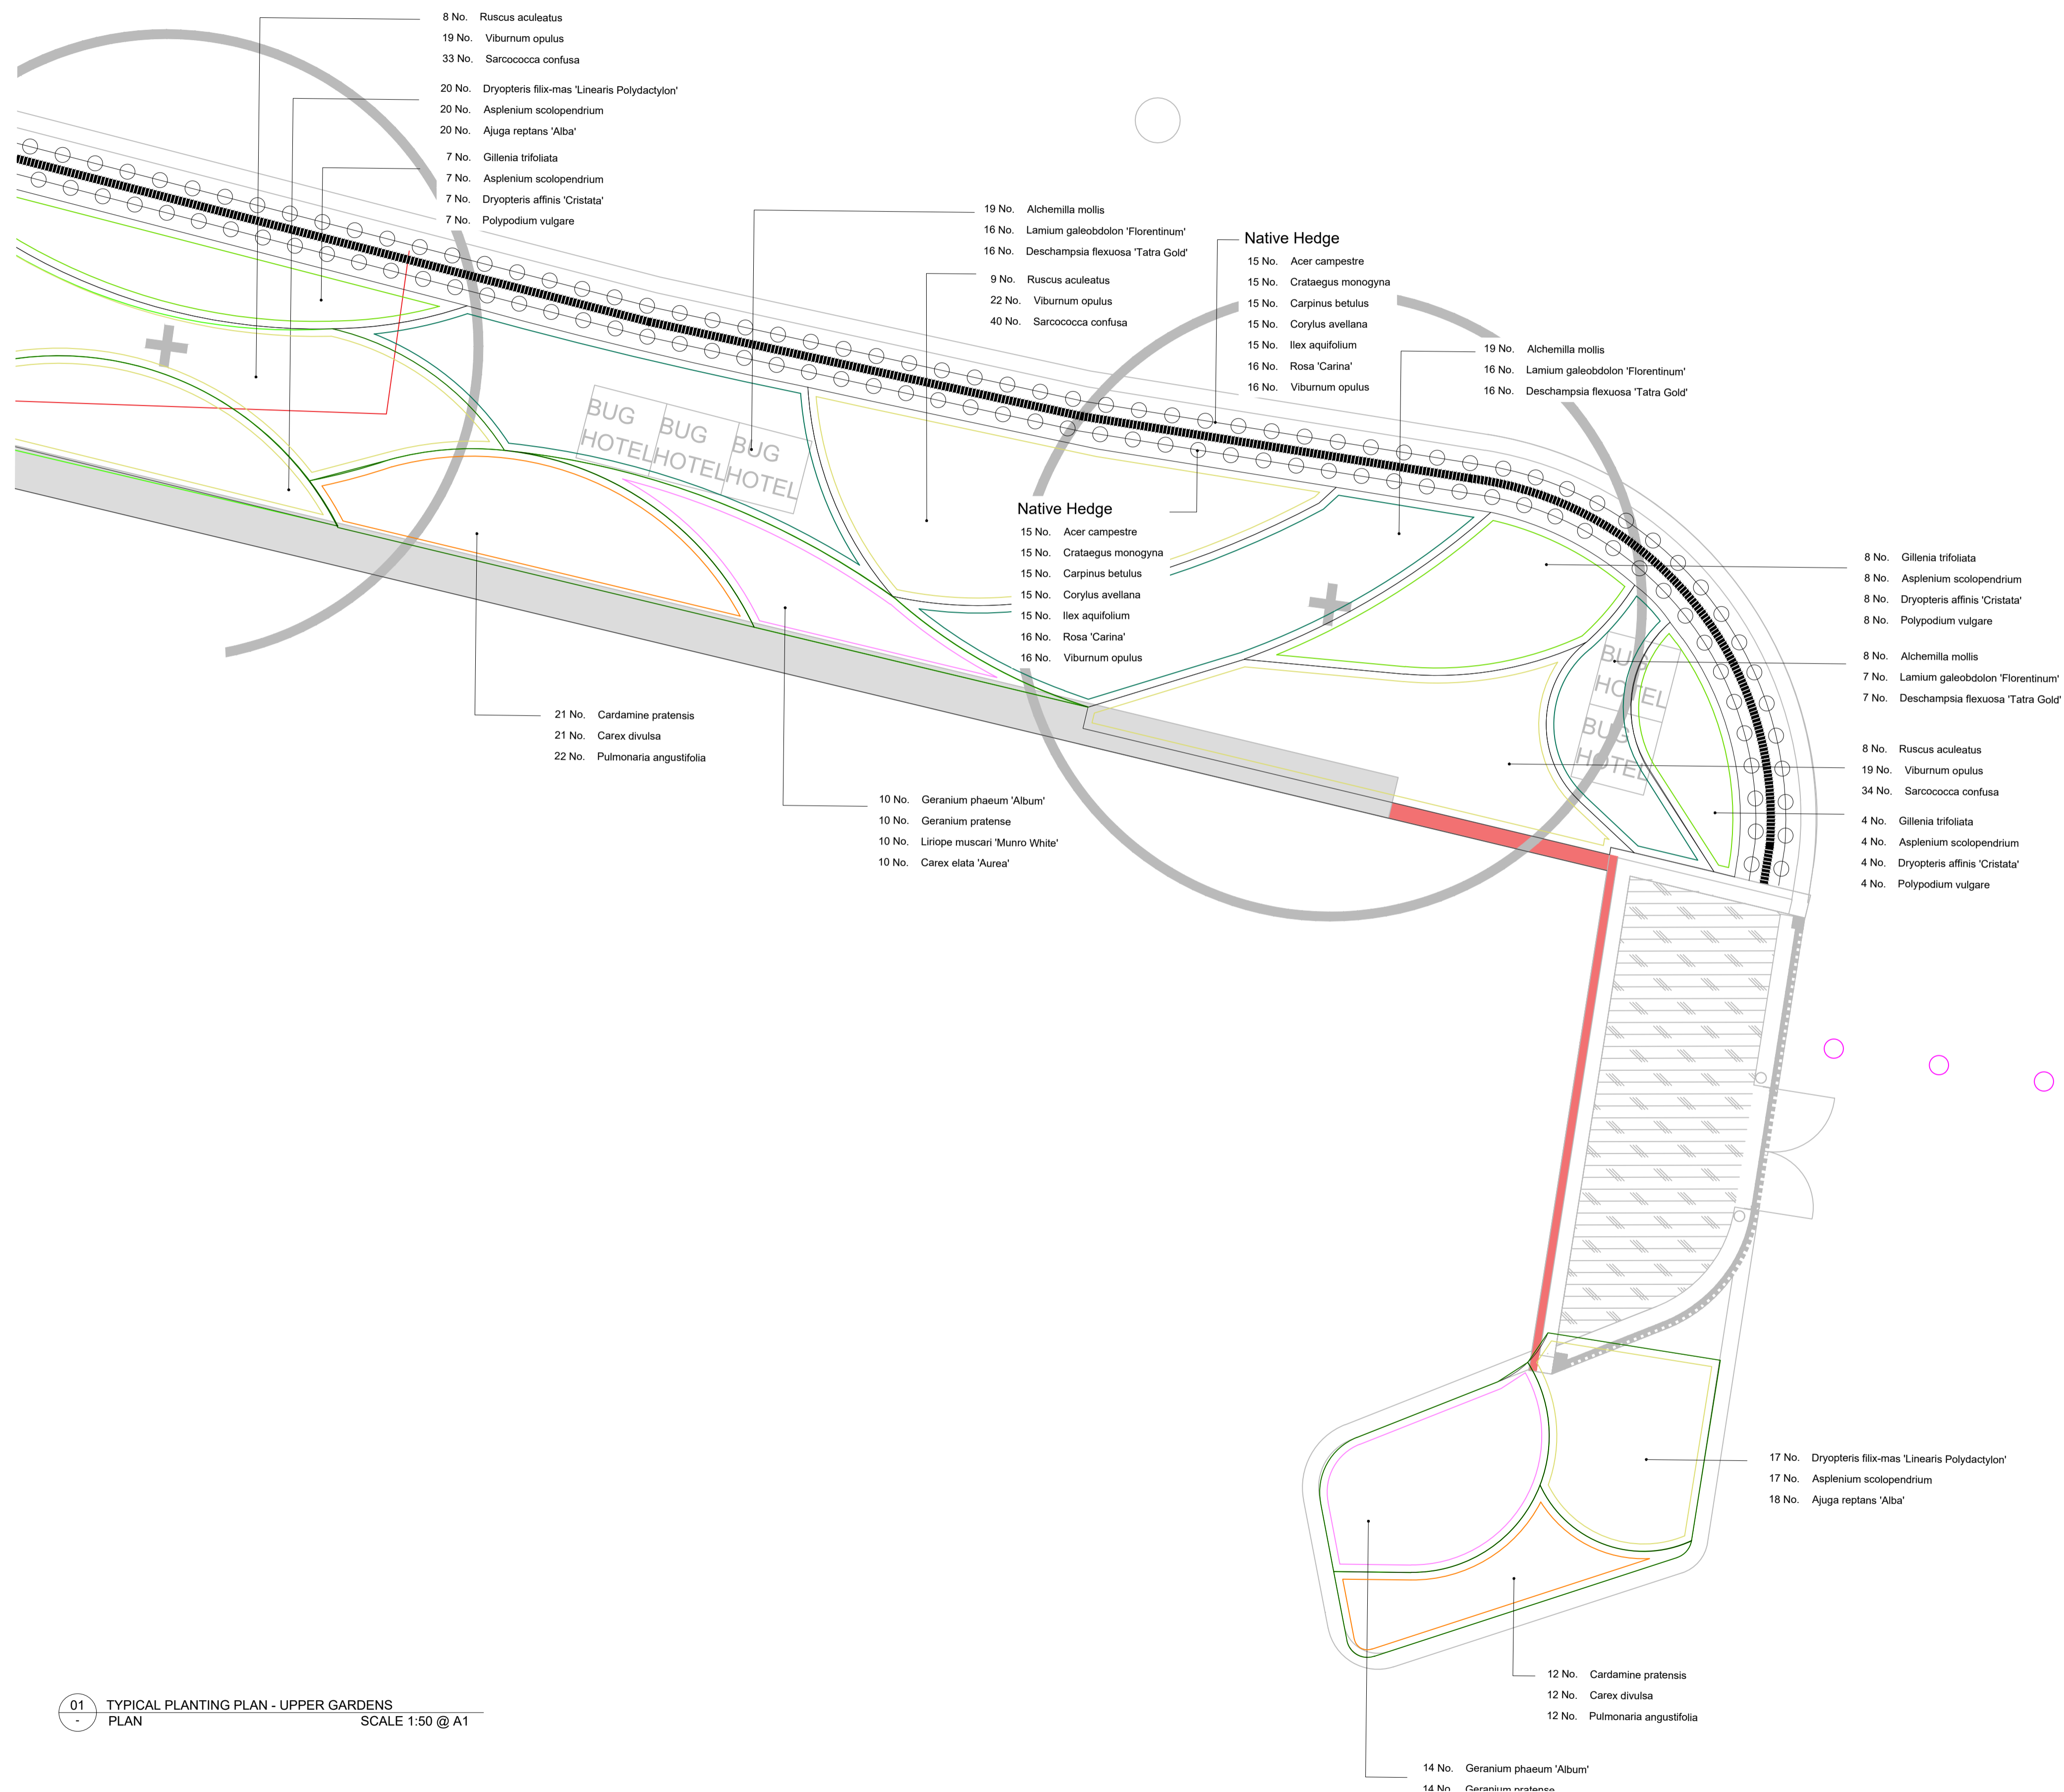 8 No. Ruscus aculeatus
19 No. Viburnum opulus
33 No. Sarcococca confusa
20 No. Dryopteris filix-mas 'Linearis Polydactylon'
20 No. Asplenium scolopendrium
20 No. Ajuga reptans 'Alba'
7 No. Gillenia trifoliata
7 No. Asplenium scolopendrium
7 No. Dryopteris affinis 'Cristata'
7 No. Polypodium vulgare
19 No. Alchemilla mollis
16 No. Lamium galeobdolon 'Florentinum'
16 No. Deschampsia flexuosa 'Tatra Gold'
9 No. Ruscus aculeatus
22 No. Viburnum opulus
40 No. Sarcococca confusa
Native Hedge
15 No. Acer campestre
15 No. Crataegus monogyna
15 No. Carpinus betulus
15 No. Corylus avellana
15 No. Ilex aquifolium
16 No. Rosa 'Carina'
16 No. Viburnum opulus
19 No. Alchemilla mollis
16 No. Lamium galeobdolon 'Florentinum'
16 No. Deschampsia flexuosa 'Tatra Gold'
BUG
HOTEL
BUG
HOTEL
BUG
HOTEL
Native Hedge
15 No. Acer campestre
15 No. Crataegus monogyna
15 No. Carpinus betulus
15 No. Corylus avellana
15 No. Ilex aquifolium
16 No. Rosa 'Carina'
16 No. Viburnum opulus
8 No. Gillenia trifoliata
8 No. Asplenium scolopendrium
8 No. Dryopteris affinis 'Cristata'
8 No. Polypodium vulgare
BUG
HOTEL
BUG
HOTEL
8 No. Alchemilla mollis
7 No. Lamium galeobdolon 'Florentinum'
7 No. Deschampsia flexuosa 'Tatra Gold'
8 No. Ruscus aculeatus
19 No. Viburnum opulus
34 No. Sarcococca confusa
4 No. Gillenia trifoliata
4 No. Asplenium scolopendrium
4 No. Dryopteris affinis 'Cristata'
4 No. Polypodium vulgare
21 No. Cardamine pratensis
21 No. Carex divulsa
22 No. Pulmonaria angustifolia
10 No. Geranium phaeum 'Album'
10 No. Geranium pratense
10 No. Liriope muscari 'Munro White'
10 No. Carex elata 'Aurea'
17 No. Dryopteris filix-mas 'Linearis Polydactylon'
17 No. Asplenium scolopendrium
18 No. Ajuga reptans 'Alba'
12 No. Cardamine pratensis
12 No. Carex divulsa
12 No. Pulmonaria angustifolia
14 No. Geranium phaeum 'Album'
14 No. Geranium pratense
01 TYPICAL PLANTING PLAN - UPPER GARDENS
- PLAN SCALE 1:50 @ A1